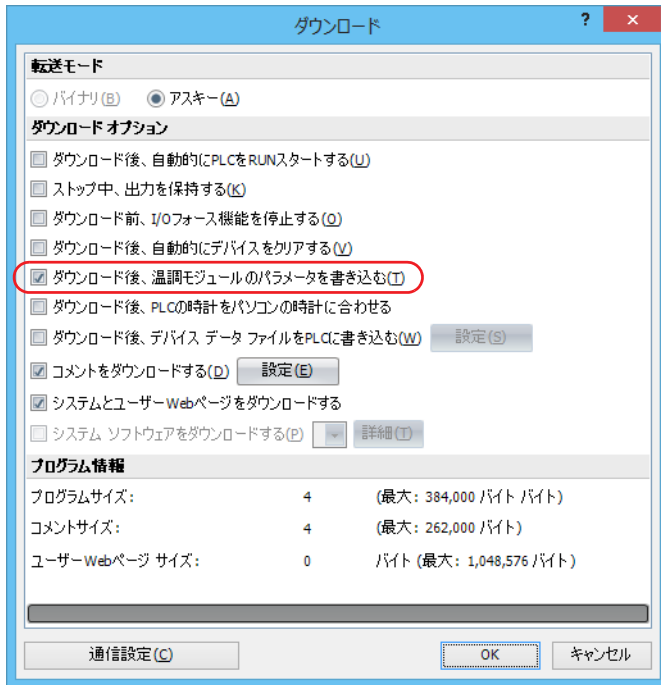 ダウンロード ? ×
転送モード
バイナリ(B) アスキー(A)
ダウンロード オプション
ダウンロード後、自動的にPLCをRUNスタートする(U)
ストップ中、出力を保持する(K)
ダウンロード前、I/Oフォース機能を停止する(O)
ダウンロード後、自動的にデバイスをクリアする(V)
ダウンロード後、温調モジュールのパラメータを書き込む(T)
ダウンロード後、PLCの時計をパソコンの時計に合わせる
ダウンロード後、デバイス データ ファイルをPLCに書き込む(W) 設定(S)
コメントをダウンロードする(D) 設定(E)
システムとユーザーWebページをダウンロードする
システム ソフトウェアをダウンロードする(P) 詳細(T)
プログラム情報
プログラムサイズ: 4 (最大: 384,000 バイト バイト)
コメントサイズ: 4 (最大: 262,000 バイト)
ユーザーWebページ サイズ: 0 バイト (最大: 1,048,576 バイト)
通信設定(C) OK キャンセル